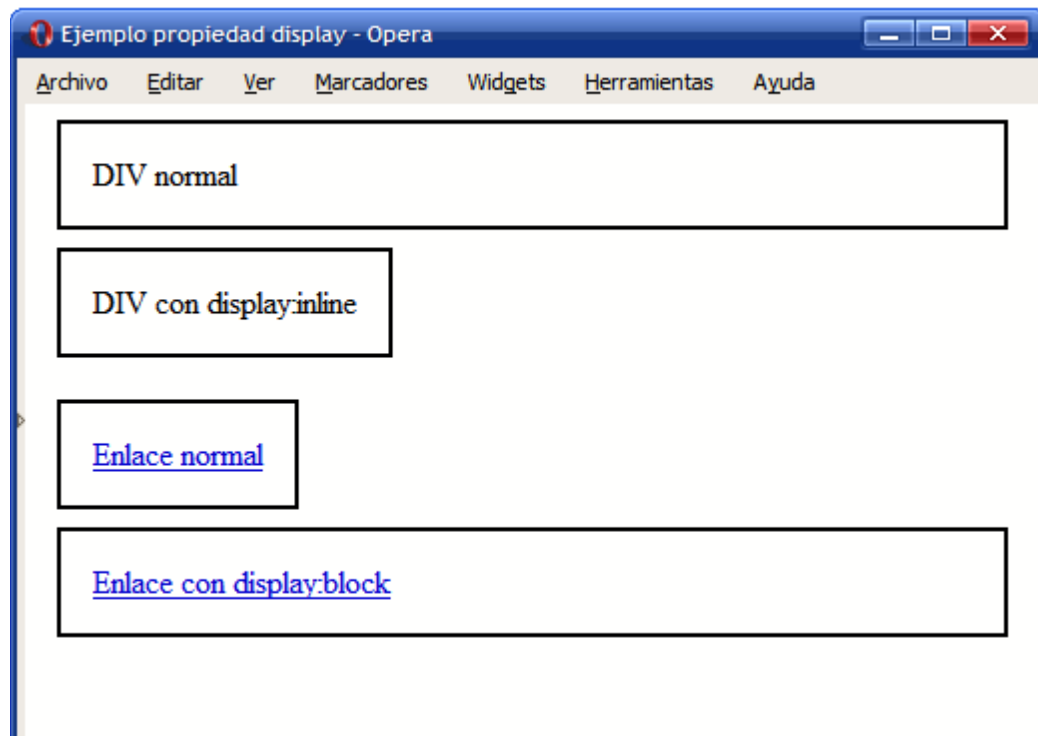 Ejemplo propiedad display - Opera
Archivo Editar Ver Marcadores Widgets Herramientas Ayuda
DIV normal
DIV con display:inline
Enlace normal
Enlace con display:block